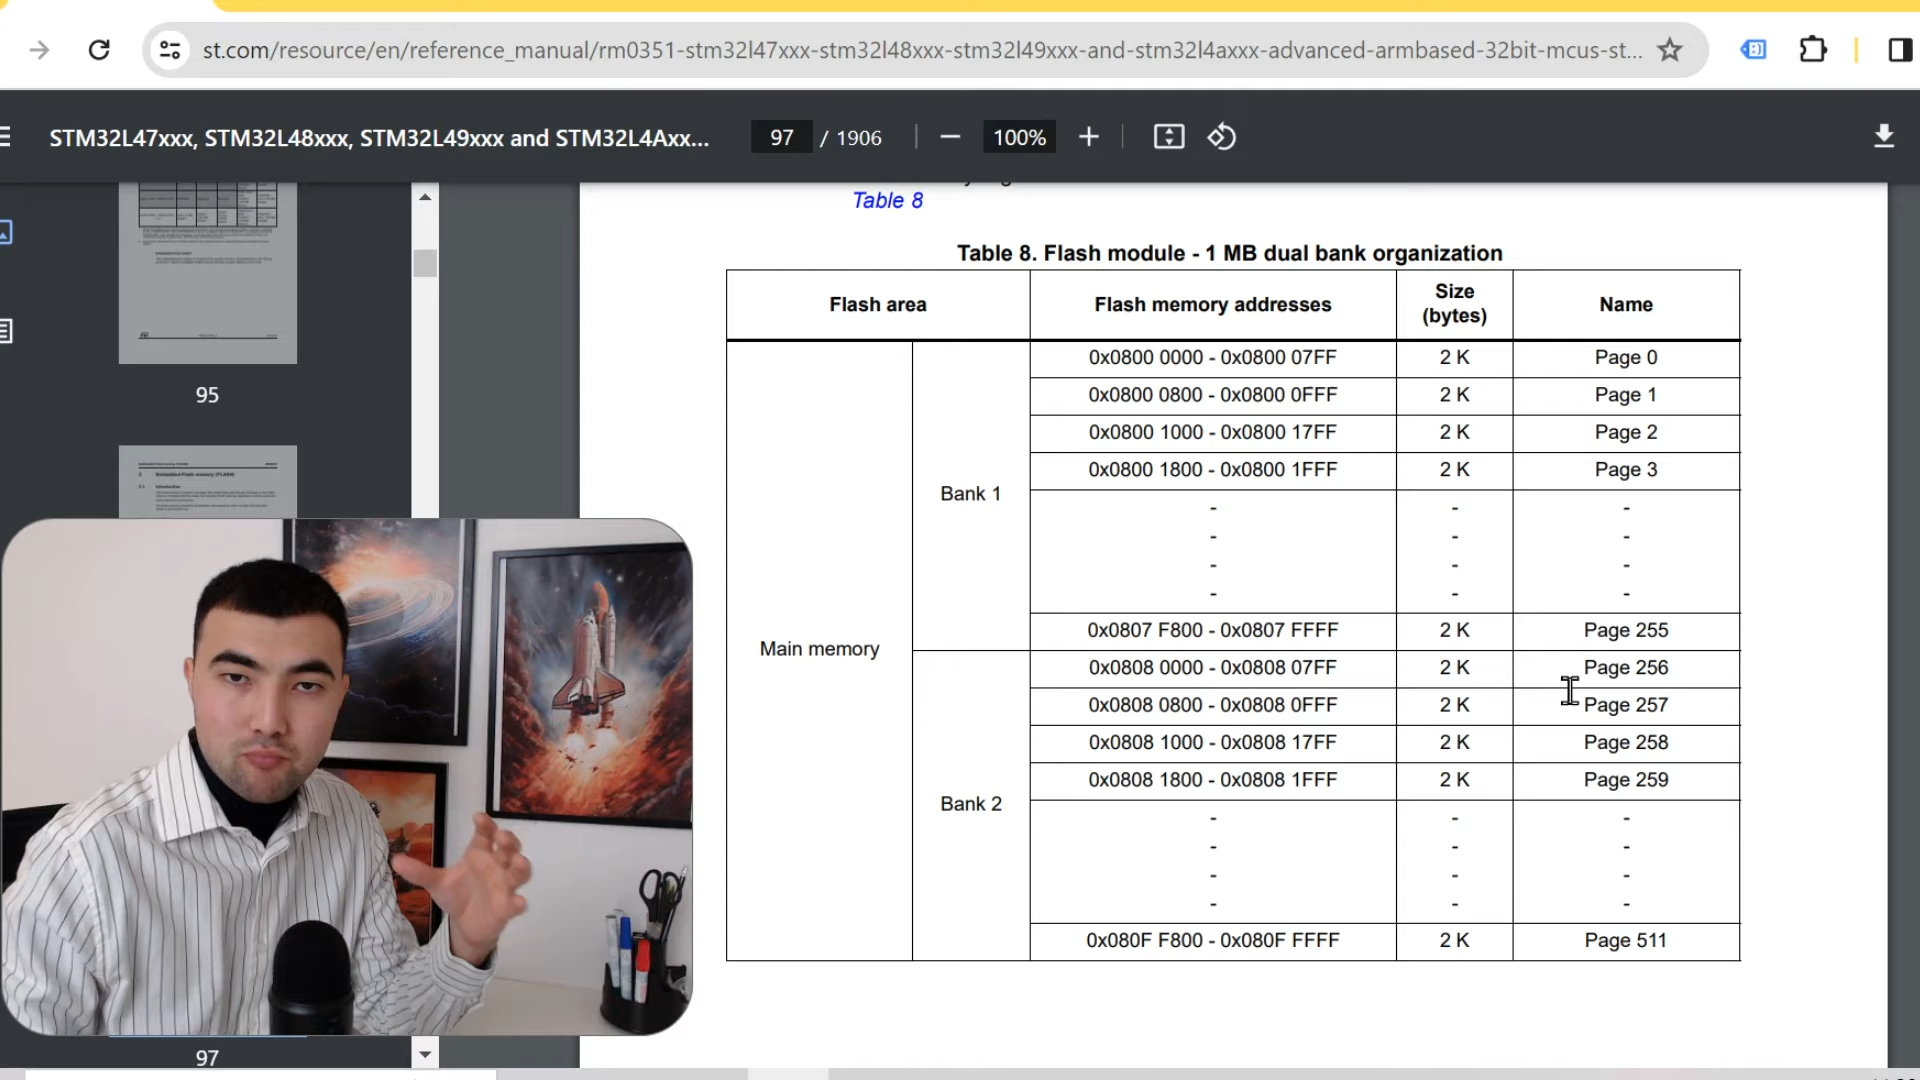 st.com/resource/en/reference_manual/rm0351-stm32l47xxx-stm32l48xxx-stm32l49xxx-and-stm32l4axxx-advanced-armbased-32bit-mcus-st...
STM32L47xxx, STM32L48xxx, STM32L49xxx and STM32L4Axx...
97 / 1906
100%
95
97
Table 8
Table 8. Flash module - 1 MB dual bank organization
Flash area Flash memory addresses Size (bytes) Name
Main memory
Bank 1
0x0800 0000 - 0x0800 07FF 2 K Page 0
0x0800 0800 - 0x0800 0FFF 2 K Page 1
0x0800 1000 - 0x0800 17FF 2 K Page 2
0x0800 1800 - 0x0800 1FFF 2 K Page 3
- - -
- - -
- - -
- - -
0x0807 F800 - 0x0807 FFFF 2 K Page 255
Bank 2
0x0808 0000 - 0x0808 07FF 2 K Page 256
0x0808 0800 - 0x0808 0FFF 2 K Page 257
0x0808 1000 - 0x0808 17FF 2 K Page 258
0x0808 1800 - 0x0808 1FFF 2 K Page 259
- - -
- - -
- - -
- - -
0x080F F800 - 0x080F FFFF 2 K Page 511